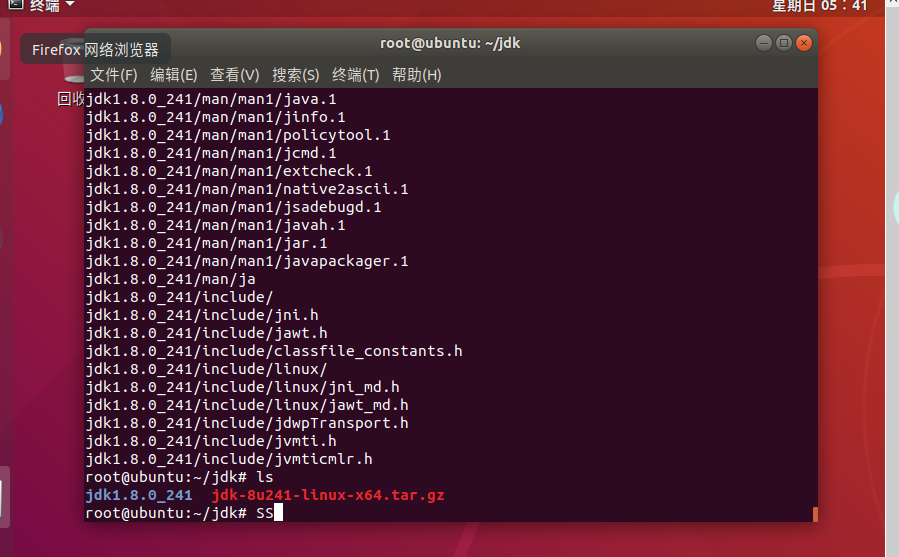 终端
星期日 05：41
root@ubuntu: ~/jdk
Firefox 网络浏览器
文件(F) 编辑(E) 查看(V) 搜索(S) 终端(T) 帮助(H)
回收
jdk1.8.0_241/man/man1/java.1
jdk1.8.0_241/man/man1/jinfo.1
jdk1.8.0_241/man/man1/policytool.1
jdk1.8.0_241/man/man1/jcmd.1
jdk1.8.0_241/man/man1/extcheck.1
jdk1.8.0_241/man/man1/native2ascii.1
jdk1.8.0_241/man/man1/jsadebugd.1
jdk1.8.0_241/man/man1/javah.1
jdk1.8.0_241/man/man1/jar.1
jdk1.8.0_241/man/man1/javapackager.1
jdk1.8.0_241/man/ja
jdk1.8.0_241/include/
jdk1.8.0_241/include/jni.h
jdk1.8.0_241/include/jawt.h
jdk1.8.0_241/include/classfile_constants.h
jdk1.8.0_241/include/linux/
jdk1.8.0_241/include/linux/jni_md.h
jdk1.8.0_241/include/linux/jawt_md.h
jdk1.8.0_241/include/jdwpTransport.h
jdk1.8.0_241/include/jvmti.h
jdk1.8.0_241/include/jvmticmlr.h
root@ubuntu:~/jdk# ls
jdk1.8.0_241  jdk-8u241-linux-x64.tar.gz
root@ubuntu:~/jdk# SS